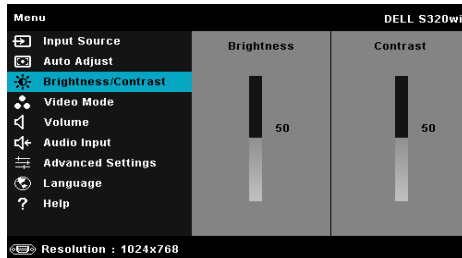 Menu
DELL S320wi
Input Source
Auto Adjust
Brightness/Contrast
Video Mode
Volume
Audio Input
Advanced Settings
Language
? Help
Brightness
50
Contrast
50
Resolution : 1024x768